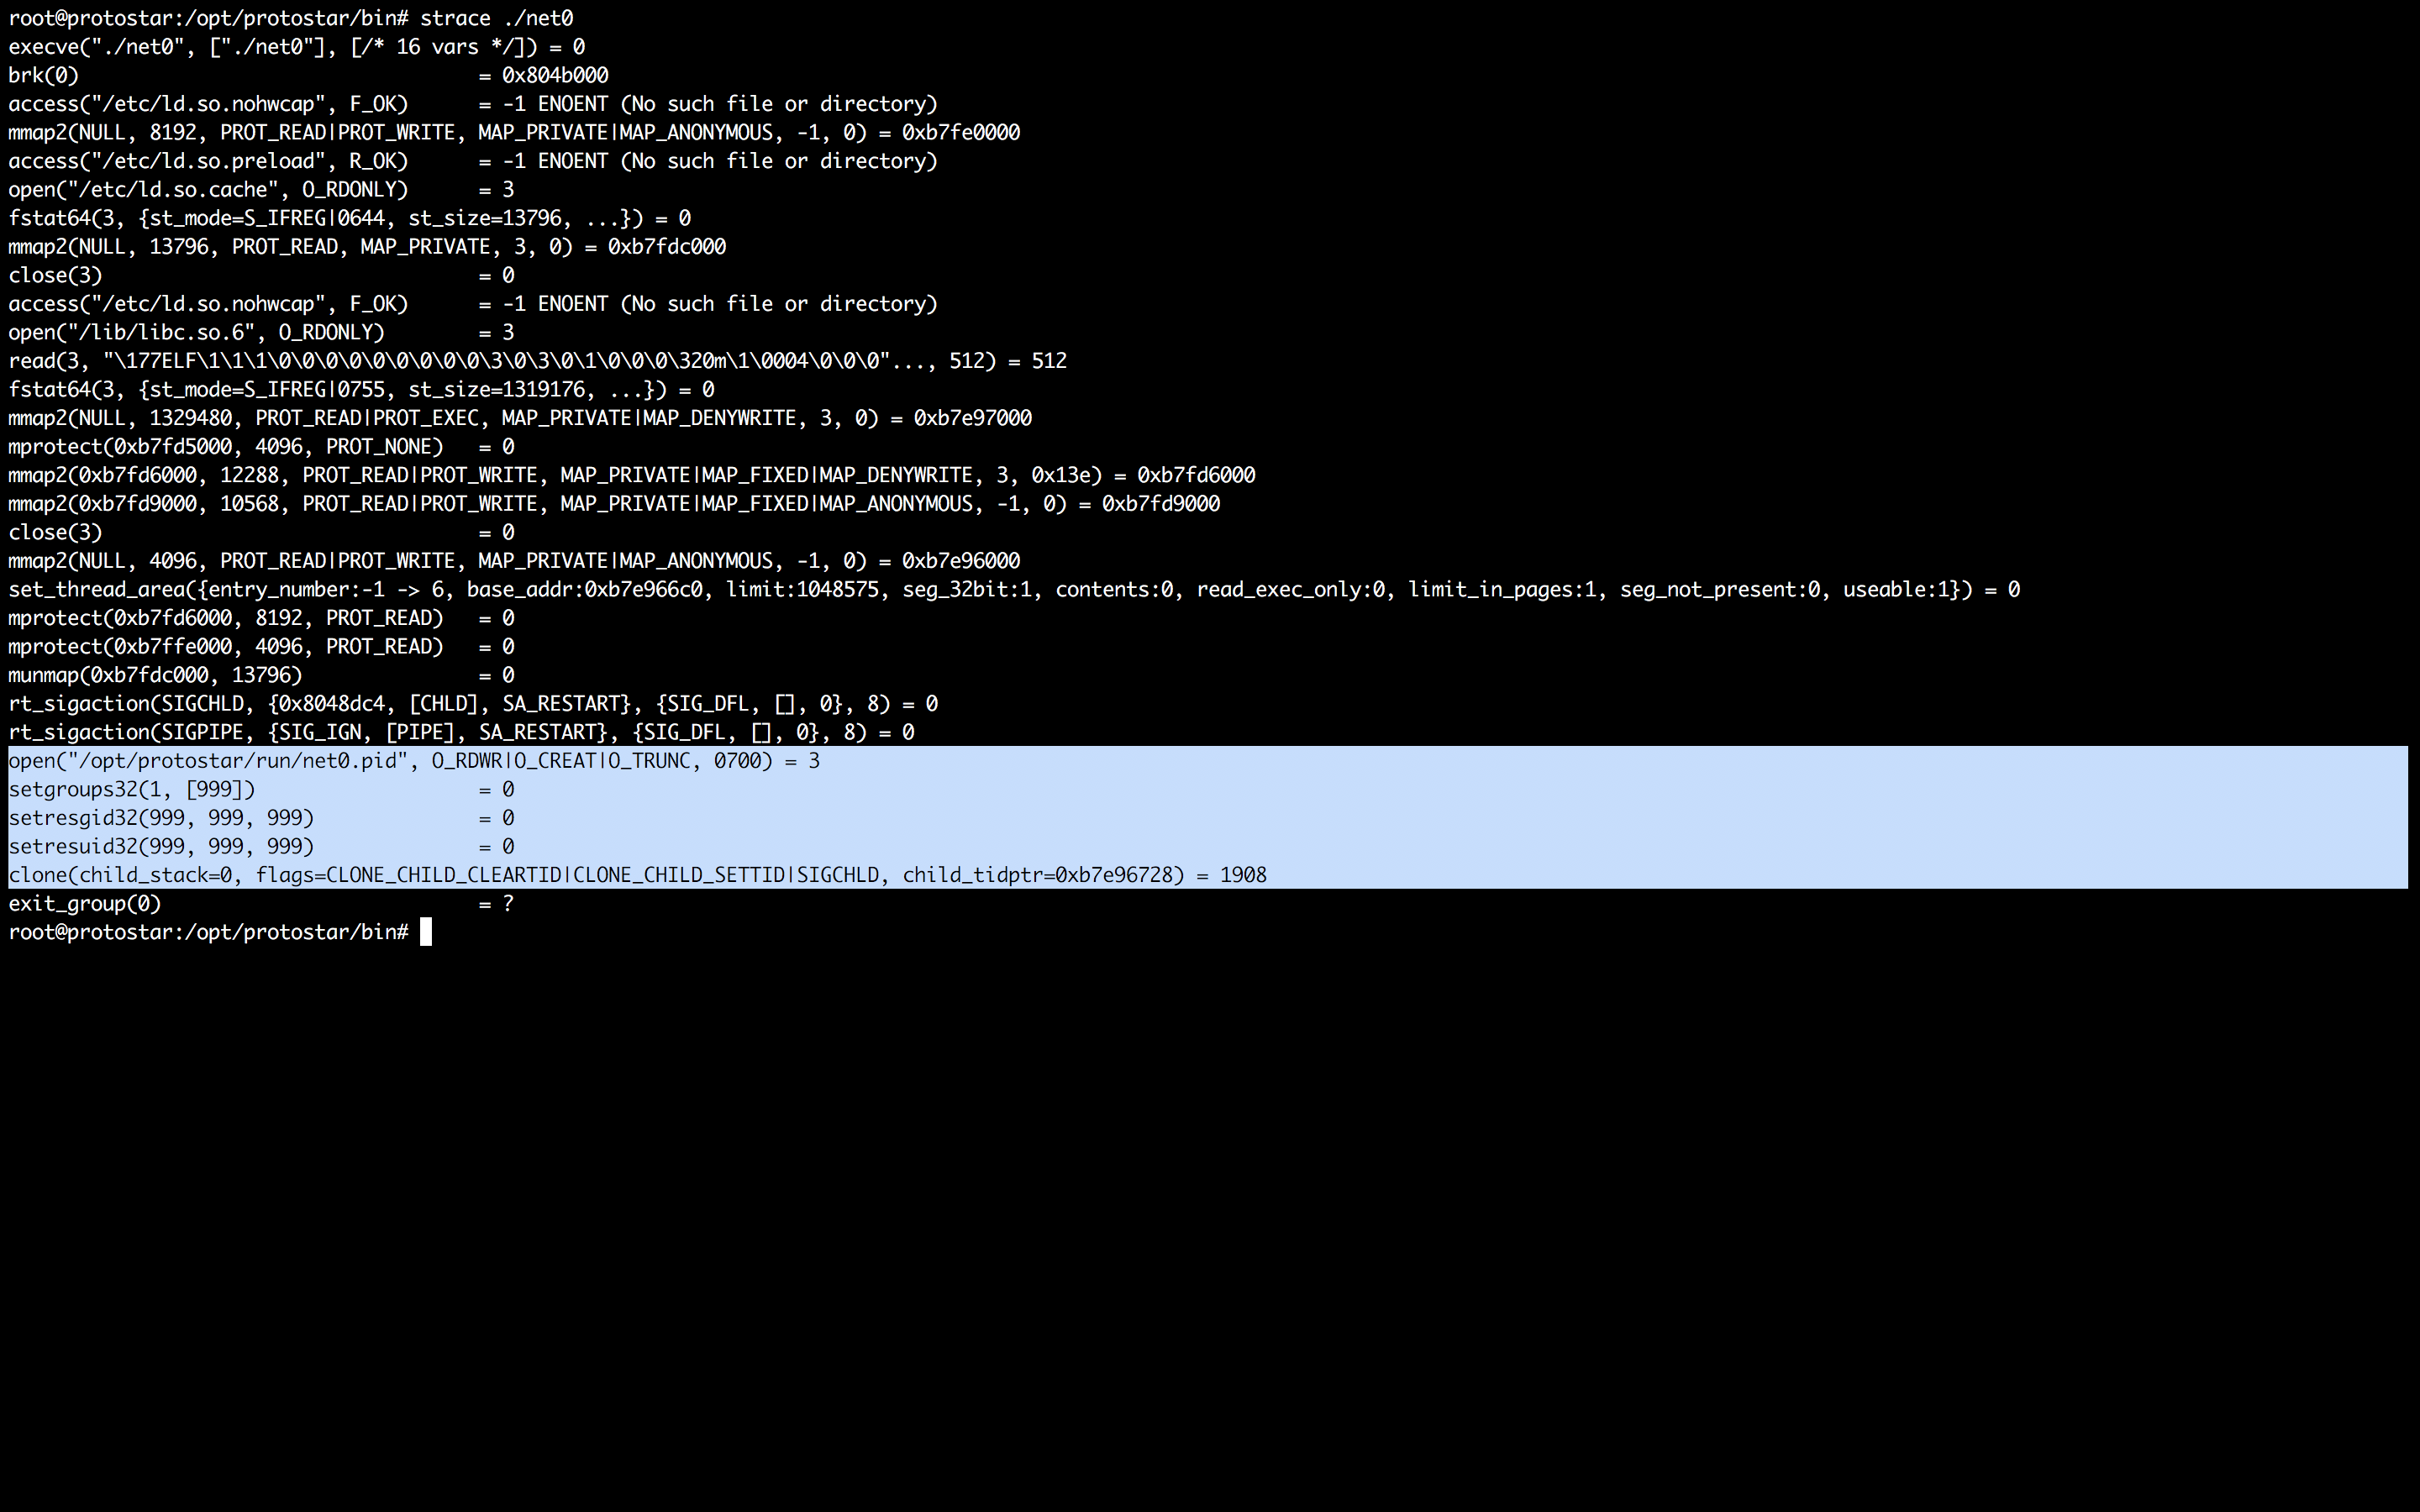 root@protostar:/opt/protostar/bin# strace ./net0
execve("./net0", ["./net0"], [/* 16 vars */]) = 0
brk(0)                                  = 0x804b000
access("/etc/ld.so.nohwcap", F_OK)      = -1 ENOENT (No such file or directory)
mmap2(NULL, 8192, PROT_READ|PROT_WRITE, MAP_PRIVATE|MAP_ANONYMOUS, -1, 0) = 0xb7fe0000
access("/etc/ld.so.preload", R_OK)      = -1 ENOENT (No such file or directory)
open("/etc/ld.so.cache", O_RDONLY)      = 3
fstat64(3, {st_mode=S_IFREG|0644, st_size=13796, ...}) = 0
mmap2(NULL, 13796, PROT_READ, MAP_PRIVATE, 3, 0) = 0xb7fdc000
close(3)                                = 0
access("/etc/ld.so.nohwcap", F_OK)      = -1 ENOENT (No such file or directory)
open("/lib/libc.so.6", O_RDONLY)        = 3
read(3, "\177ELF\1\1\1\0\0\0\0\0\0\0\0\0\3\0\3\0\1\0\0\0\320m\1\0004\0\0\0"..., 512) = 512
fstat64(3, {st_mode=S_IFREG|0755, st_size=1319176, ...}) = 0
mmap2(NULL, 1329480, PROT_READ|PROT_EXEC, MAP_PRIVATE|MAP_DENYWRITE, 3, 0) = 0xb7e97000
mprotect(0xb7fd5000, 4096, PROT_NONE)   = 0
mmap2(0xb7fd6000, 12288, PROT_READ|PROT_WRITE, MAP_PRIVATE|MAP_FIXED|MAP_DENYWRITE, 3, 0x13e) = 0xb7fd6000
mmap2(0xb7fd9000, 10568, PROT_READ|PROT_WRITE, MAP_PRIVATE|MAP_FIXED|MAP_ANONYMOUS, -1, 0) = 0xb7fd9000
close(3)                                = 0
mmap2(NULL, 4096, PROT_READ|PROT_WRITE, MAP_PRIVATE|MAP_ANONYMOUS, -1, 0) = 0xb7e96000
set_thread_area({entry_number:-1 -> 6, base_addr:0xb7e966c0, limit:1048575, seg_32bit:1, contents:0, read_exec_only:0, limit_in_pages:1, seg_not_present:0, useable:1}) = 0
mprotect(0xb7fd6000, 8192, PROT_READ)   = 0
mprotect(0xb7ffe000, 4096, PROT_READ)   = 0
munmap(0xb7fdc000, 13796)               = 0
rt_sigaction(SIGCHLD, {0x8048dc4, [CHLD], SA_RESTART}, {SIG_DFL, [], 0}, 8) = 0
rt_sigaction(SIGPIPE, {SIG_IGN, [PIPE], SA_RESTART}, {SIG_DFL, [], 0}, 8) = 0
open("/opt/protostar/run/net0.pid", O_RDWR|O_CREAT|O_TRUNC, 0700) = 3
setgroups32(1, [999])                   = 0
setresgid32(999, 999, 999)              = 0
setresuid32(999, 999, 999)              = 0
clone(child_stack=0, flags=CLONE_CHILD_CLEARTID|CLONE_CHILD_SETTID|SIGCHLD, child_tidptr=0xb7e96728) = 1908
exit_group(0)                           = ?
root@protostar:/opt/protostar/bin#